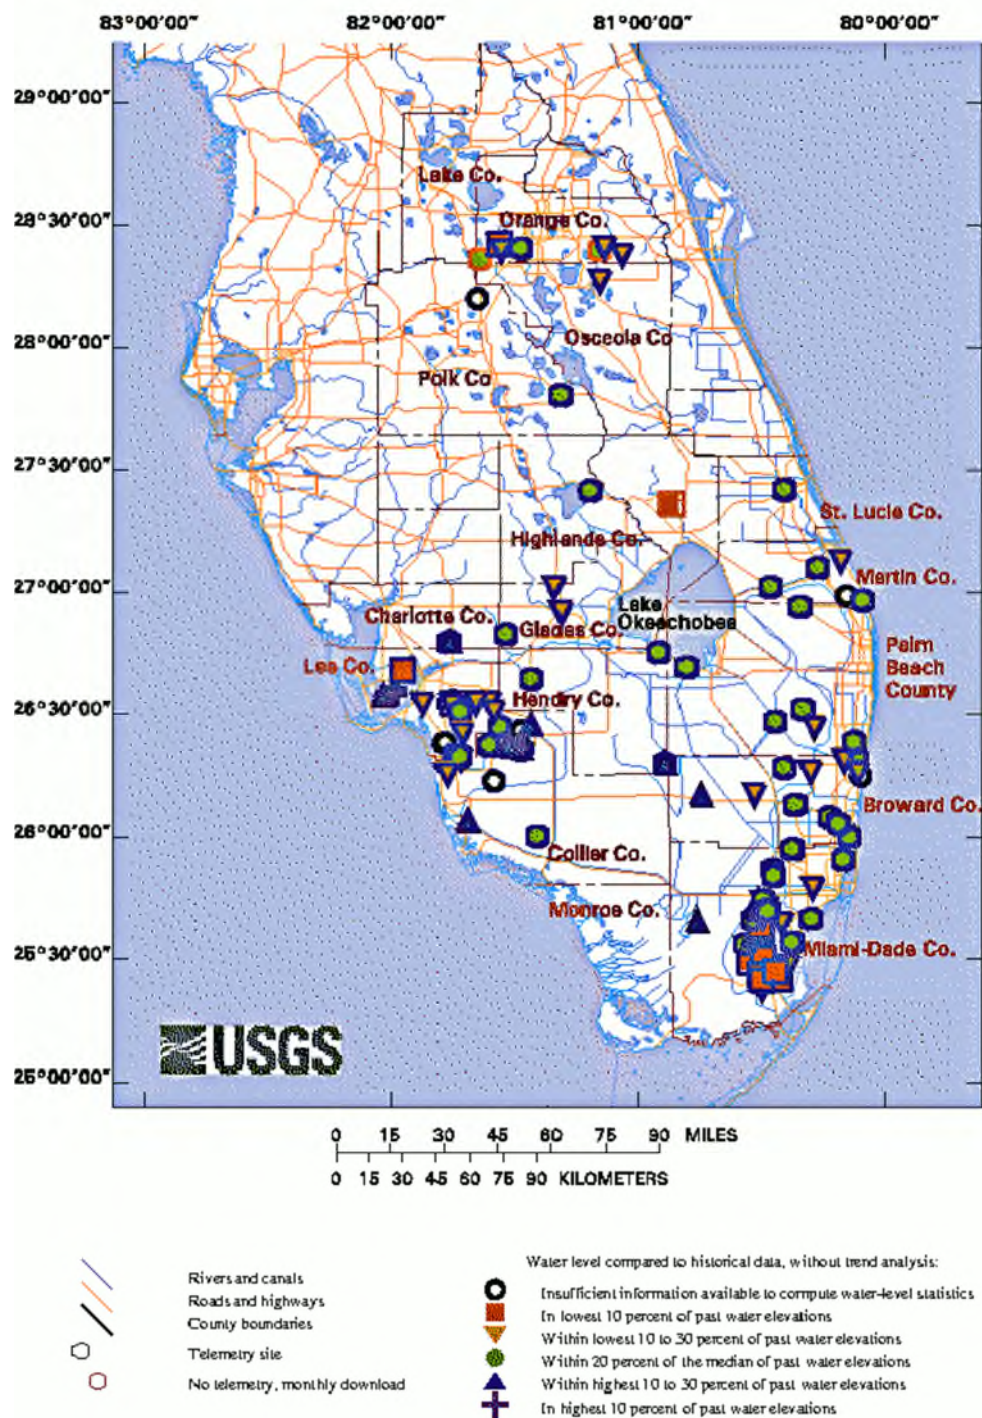 83°00'00" 82°00'00" 81°00'00" 80°00'00"
29°00'00"
Lake Co.
28°30'00"
Orange Co.
28°00'00"
Osceola Co
Polk Co
27°30'00"
St. Lucie Co.
Highlands Co.
27°00'00"
Martin Co.
Lake
Okeechobee
Charlotte Co.
Glades Co.
Palm
Beach
County
Lee Co.
26°30'00"
Hendry Co.
Broward Co.
26°00'00"
Collier Co.
Monroe Co.
25°30'00"
Miami-Dade Co.
USGS
25°00'00"
0 15 30 45 60 75 90 MILES
0 15 30 45 60 75 90 KILOMETERS
Rivers and canals
Roads and highways
County boundaries
Telemetry site
No telemetry, monthly download
Water level compared to historical data, without trend analysis:
Insufficient information available to compute water-level statistics
In lowest 10 percent of past water elevations
Within lowest 10 to 30 percent of past water elevations
Within 20 percent of the median of past water elevations
Within highest 10 to 30 percent of past water elevations
In highest 10 percent of past water elevations